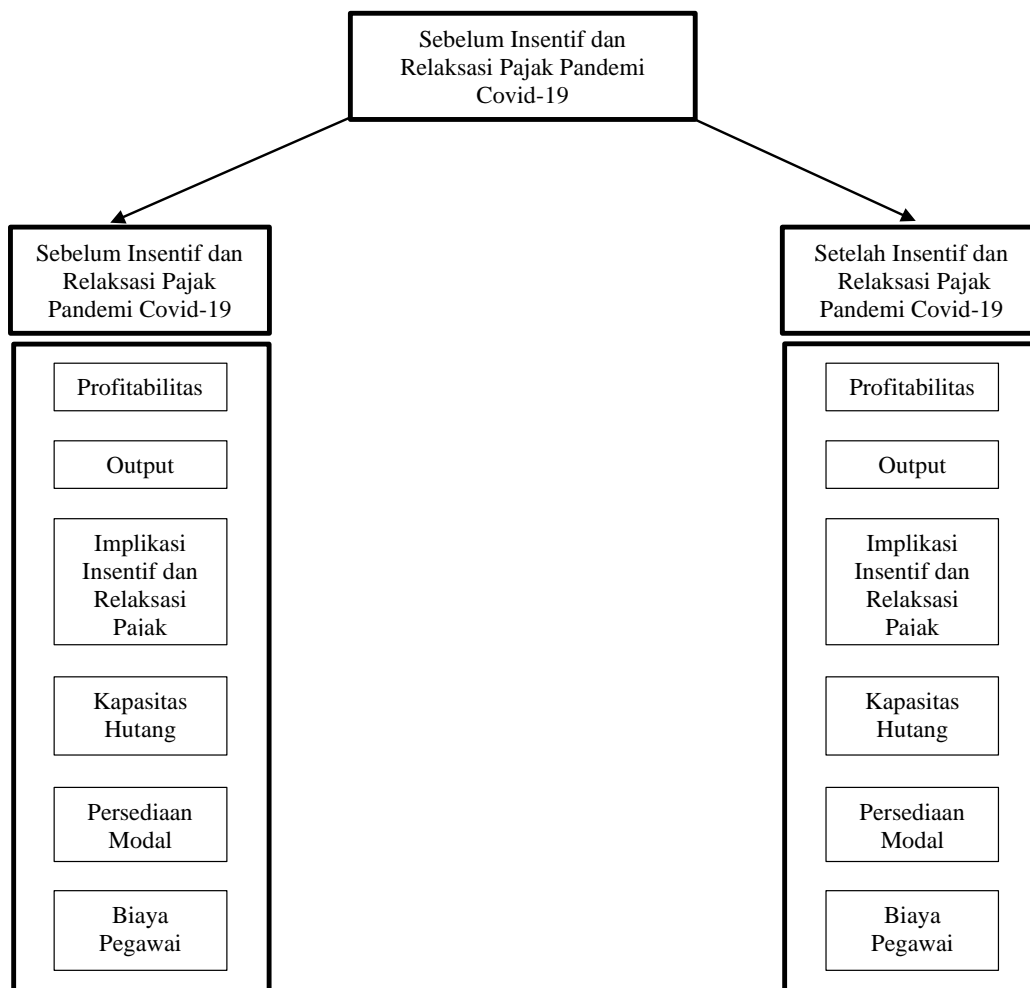 Sebelum Insentif dan
Relaksasi Pajak Pandemi
Covid-19
Sebelum Insentif dan
Relaksasi Pajak
Pandemi Covid-19
Profitabilitas
Output
Implikasi
Insentif dan
Relaksasi
Pajak
Kapasitas
Hutang
Persediaan
Modal
Biaya
Pegawai
Setelah Insentif dan
Relaksasi Pajak
Pandemi Covid-19
Profitabilitas
Output
Implikasi
Insentif dan
Relaksasi
Pajak
Kapasitas
Hutang
Persediaan
Modal
Biaya
Pegawai